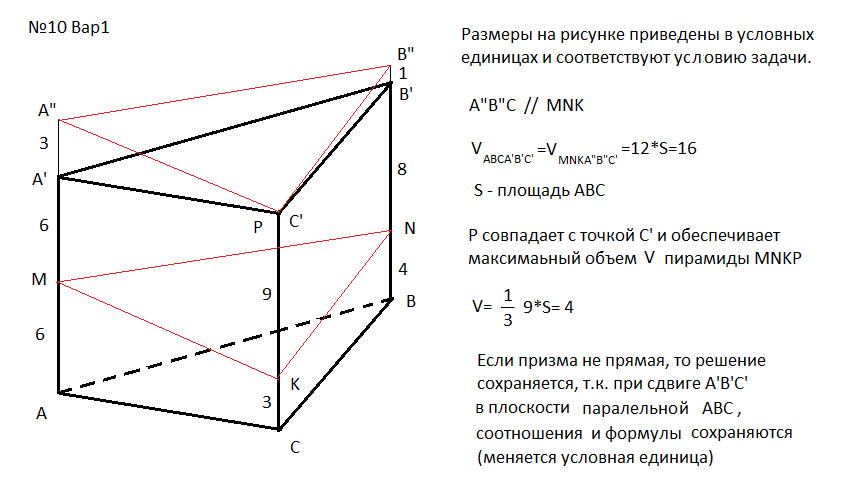 №10 Вар1
Размеры на рисунке приведены в условных
единицах и соответствуют условию задачи.
A"B"C // MNK
V ABCA'B'C' =V MNKA"B"C' =12*S=16
S - площадь ABC
P совпадает с точкой C' и обеспечивает
максимаьный объем V пирамиды MNKP
V= 1/3 9*S= 4
Если призма не прямая, то решение
сохраняется, т.к. при сдвиге A'B'C'
в плоскости паралельной ABC ,
соотношения и формулы сохраняются
(меняется условная единица)
B"
1
B'
A"
3
A'
8
P C'
6
N
M
9
4
B
6
K
3
A
C